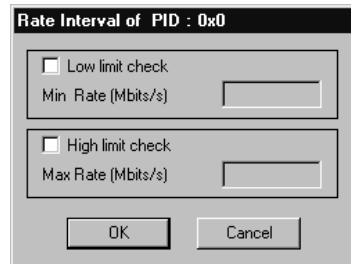 Rate Interval of PID : 0x0
Low limit check
Min Rate (Mbits/s)
High limit check
Max Rate (Mbits/s)
OK Cancel